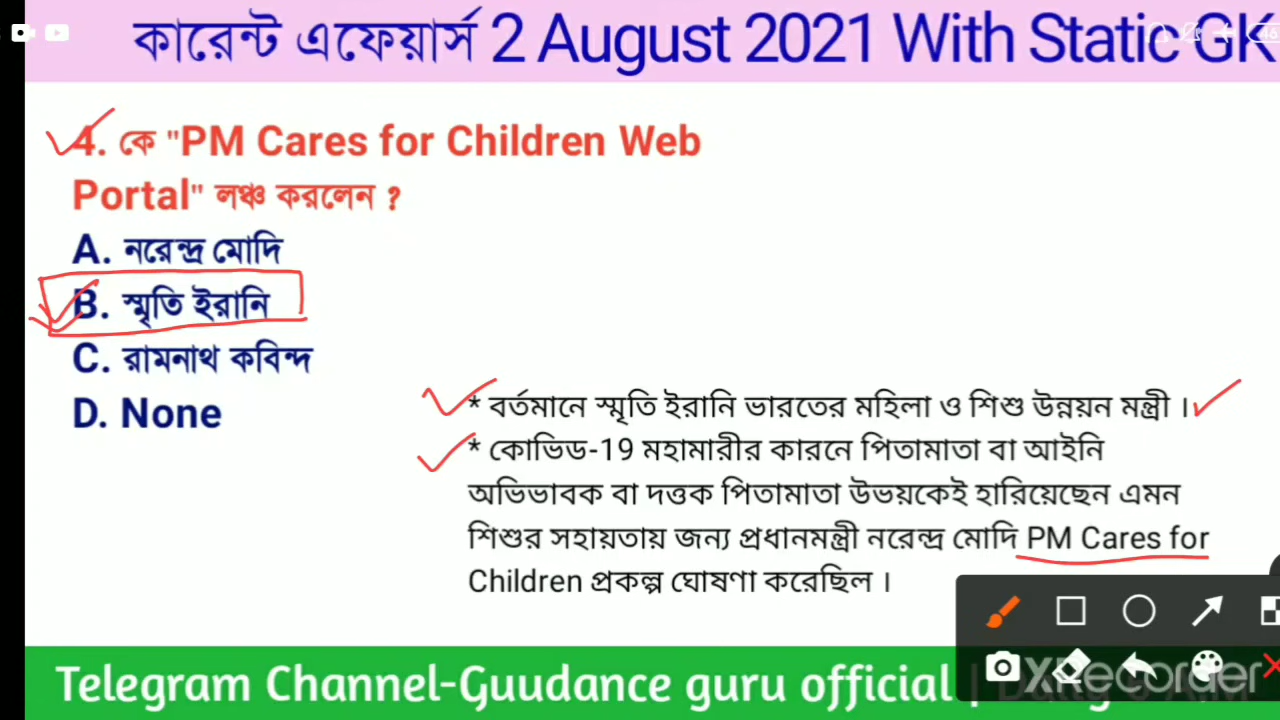 কারেন্ট এফেয়ার্স 2 August 2021 With Static GK
4. কে "PM Cares for Children Web
Portal" লঞ্চ করলেন ?
A. নরেন্দ্র মোদি
B. স্মৃতি ইরানি
C. রামনাথ কবিন্দ
D. None
* বর্তমানে স্মৃতি ইরানি ভারতের মহিলা ও শিশু উন্নয়ন মন্ত্রী ।
* কোভিড-19 মহামারীর কারনে পিতামাতা বা আইনি
অভিভাবক বা দত্তক পিতামাতা উভয়কেই হারিয়েছেন এমন
শিশুর সহায়তায় জন্য প্রধানমন্ত্রী নরেন্দ্র মোদি PM Cares for
Children প্রকল্প ঘোষণা করেছিল ।
Telegram Channel-Guudance guru official |
XRecorder